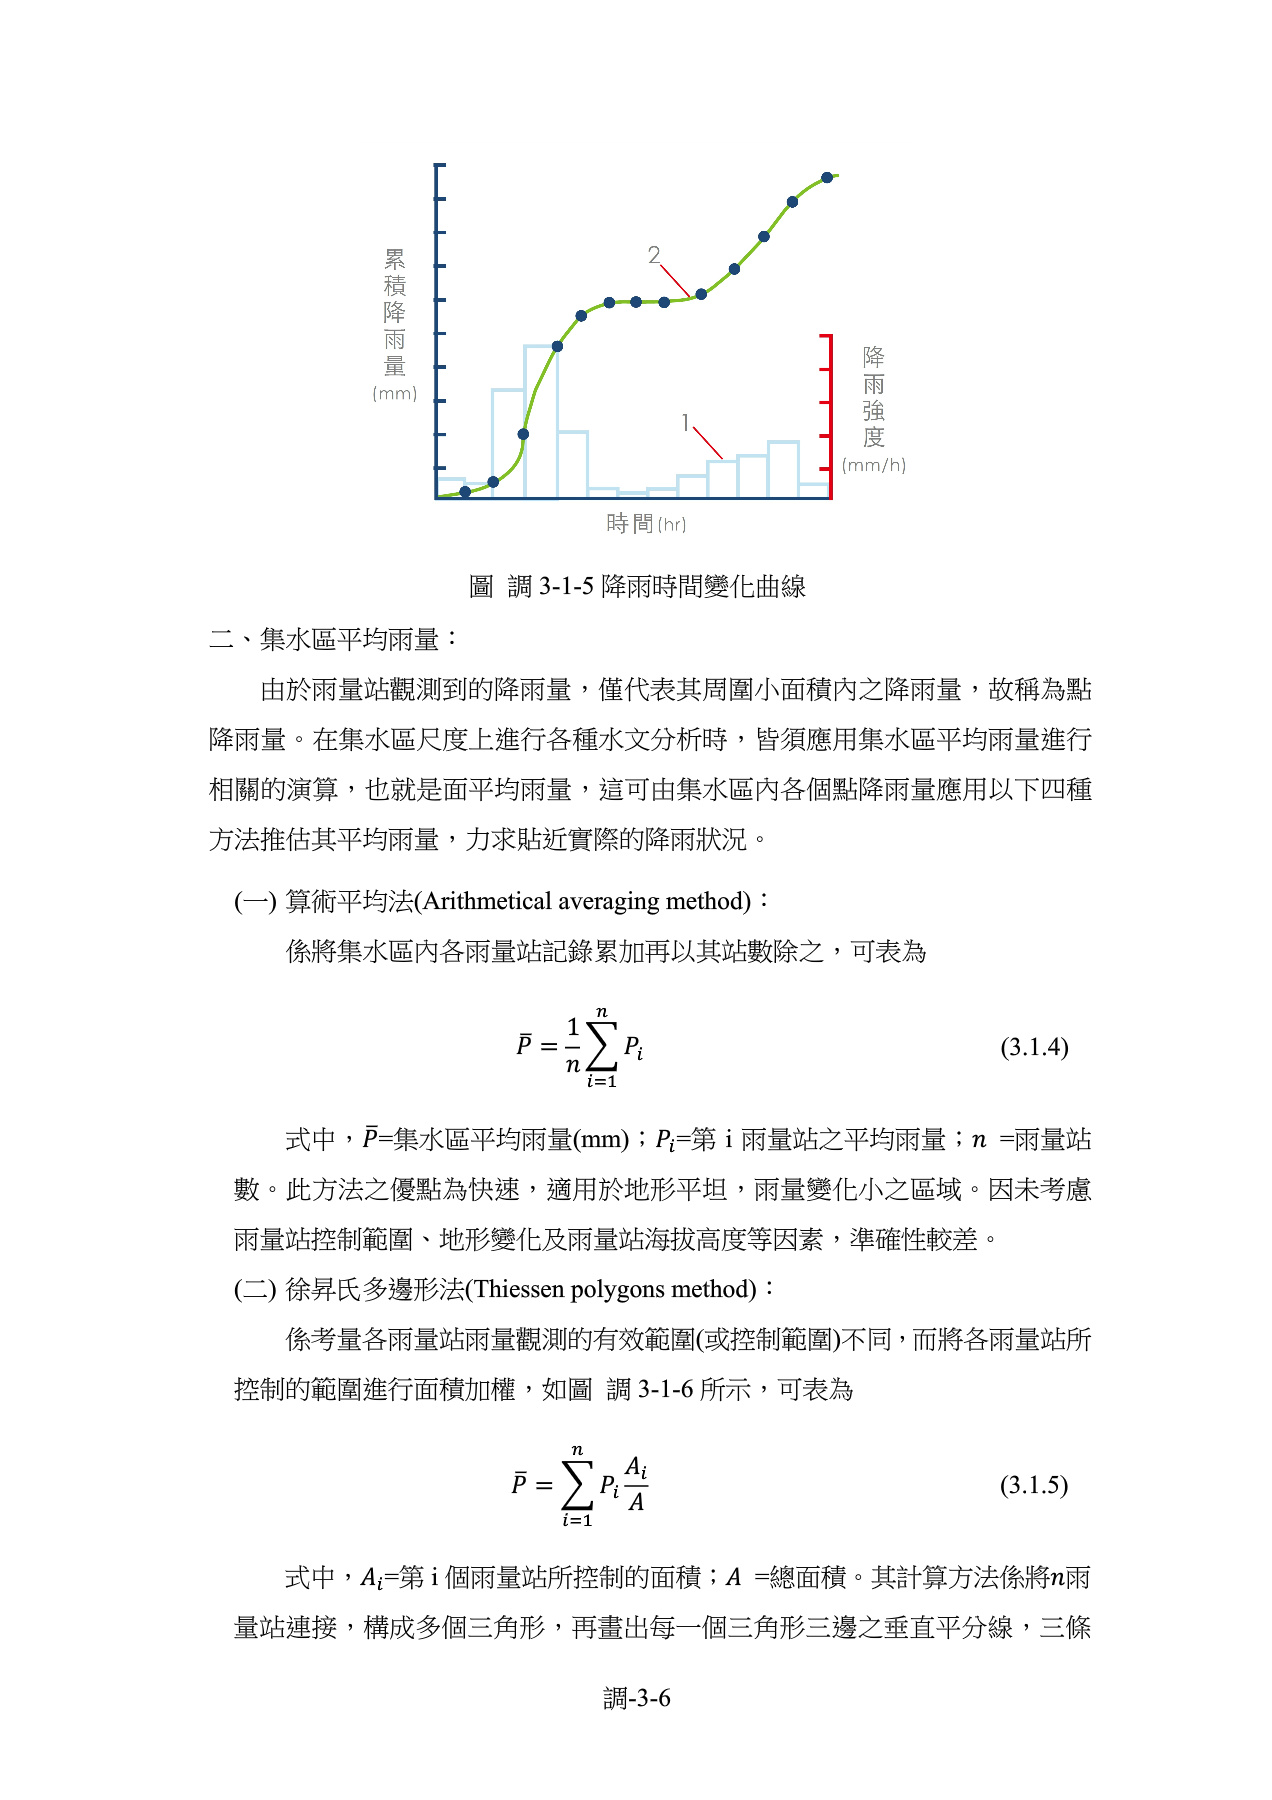 累積降雨量
(mm)
2
1
降雨強度
(mm/h)
時間(hr)
圖 調 3-1-5 降雨時間變化曲線
二、集水區平均雨量：
由於雨量站觀測到的降雨量，僅代表其周圍小面積內之降雨量，故稱為點
降雨量。在集水區尺度上進行各種水文分析時，皆須應用集水區平均雨量進行
相關的演算，也就是面平均雨量，這可由集水區內各個點降雨量應用以下四種
方法推估其平均雨量，力求貼近實際的降雨狀況。
(一) 算術平均法(Arithmetical averaging method)：
係將集水區內各雨量站記錄累加再以其站數除之，可表為
P̄ = 1/n ∑_{i=1}^{n} P_i (3.1.4)
式中，P̄=集水區平均雨量(mm)；P_i=第 i 雨量站之平均雨量；n =雨量站
數。此方法之優點為快速，適用於地形平坦，雨量變化小之區域。因未考慮
雨量站控制範圍、地形變化及雨量站海拔高度等因素，準確性較差。
(二) 徐昇氏多邊形法(Thiessen polygons method)：
係考量各雨量站雨量觀測的有效範圍(或控制範圍)不同，而將各雨量站所
控制的範圍進行面積加權，如圖 調 3-1-6 所示，可表為
P̄ = ∑_{i=1}^{n} P_i A_i/A (3.1.5)
式中，A_i=第 i 個雨量站所控制的面積；A =總面積。其計算方法係將n雨
量站連接，構成多個三角形，再畫出每一個三角形三邊之垂直平分線，三條
調-3-6